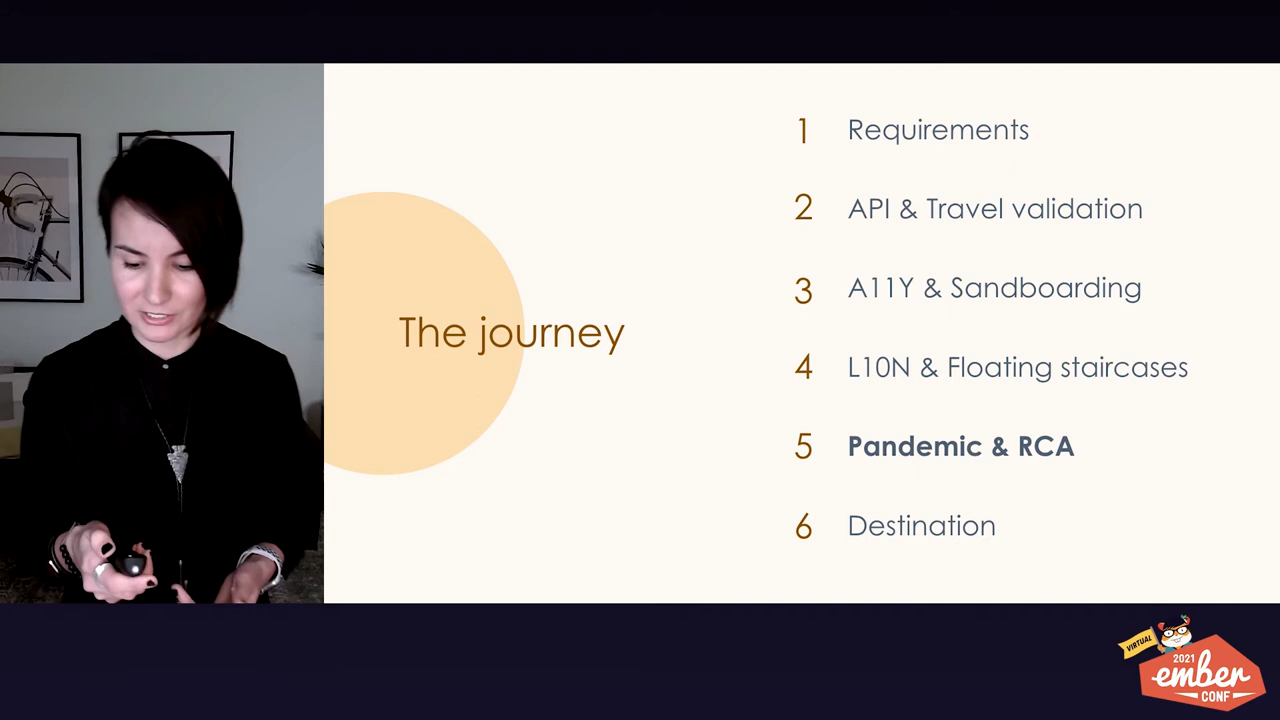 The journey
1 Requirements
2 API & Travel validation
3 A11Y & Sandboarding
4 L10N & Floating staircases
5 Pandemic & RCA
6 Destination
VIRTUAL
2021
ember
CONF